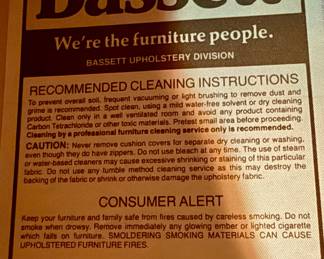 Bassett
We're the furniture people.
BASSETT UPHOLSTERY DIVISION
RECOMMENDED CLEANING INSTRUCTIONS
To prevent overall soil, frequent vacuuming or light brushing to remove dust and
grime is recommended. Spot clean, using a mild water-free solvent or dry cleaning
product. Clean only in a well ventilated room and avoid any product containing
Carbon Tetrachloride or other toxic materials. Pretest small area before proceeding.
Cleaning by a professional furniture cleaning service only is recommended.
CAUTION: Never remove cushion covers for separate dry cleaning or washing,
even though they do have zippers. Do not use bleach at any time. The use of steam
or water-based cleaners may cause excessive shrinking or staining of this particular
fabric. Do not use any tumble method cleaning service as this may destroy the
backing of the fabric or shrink or otherwise damage the upholstery fabric.
CONSUMER ALERT
Keep your furniture and family safe from fires caused by careless smoking. Do not
smoke when drowsy. Remove immediately any glowing ember or lighted cigarette
which falls on furniture. SMOLDERING SMOKING MATERIALS CAN CAUSE
UPHOLSTERED FURNITURE FIRES.